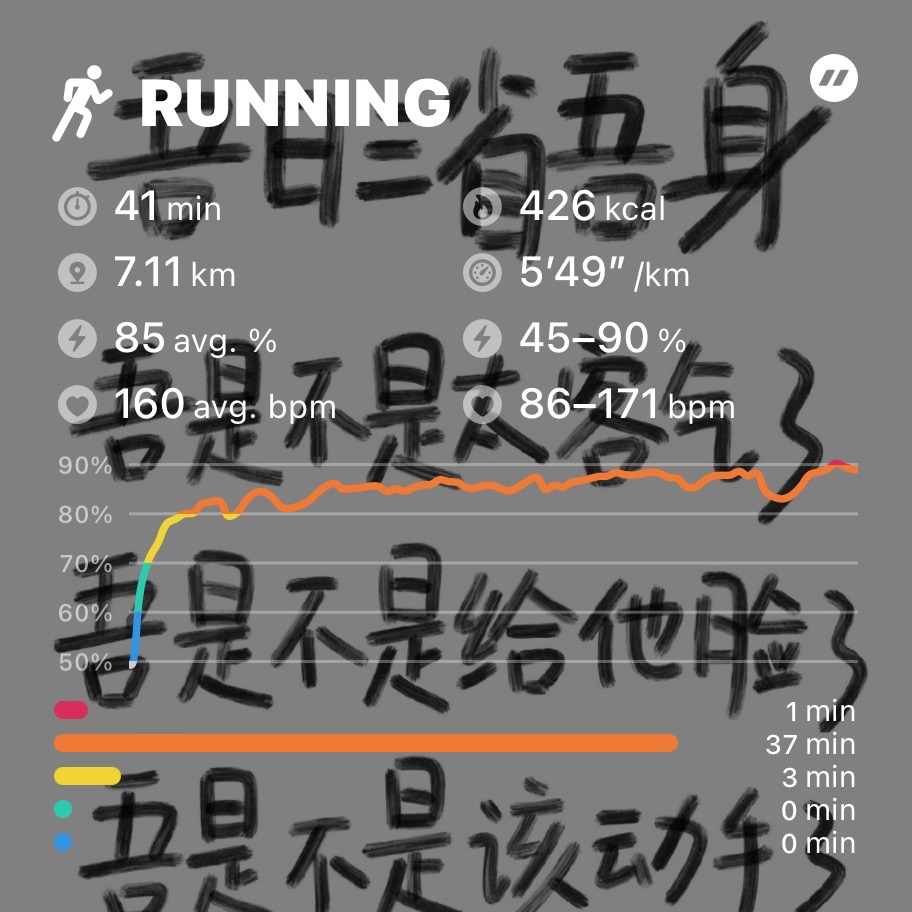 RUNNING
吾日三省吾身
41 min
426 kcal
7.11 km
5'49" /km
85 avg. %
45–90 %
160 avg. bpm
86–171 bpm
吾是不是太客气了
90%
80%
70%
60%
50%
吾是不是给他脸了
1 min
37 min
3 min
0 min
0 min
吾是不是该动手了